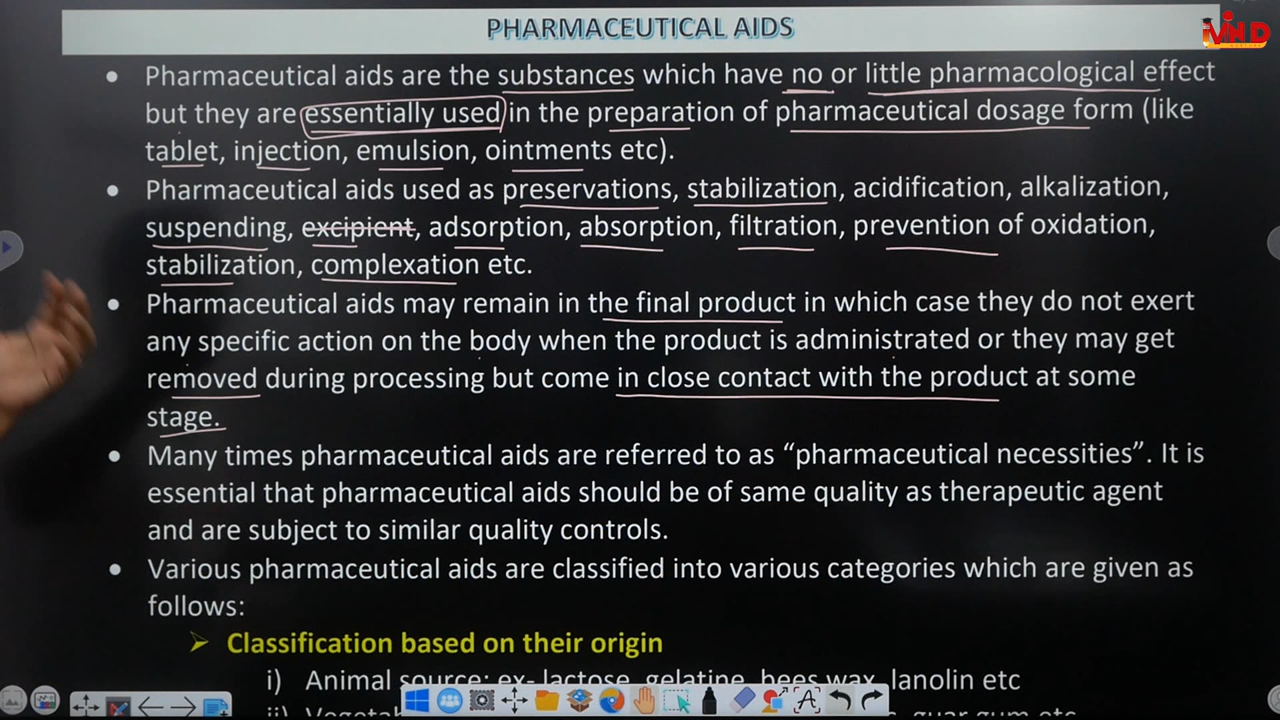 PHARMACEUTICAL AIDS
ViND
• Pharmaceutical aids are the substances which have no or little pharmacological effect
but they are essentially used in the preparation of pharmaceutical dosage form (like
tablet, injection, emulsion, ointments etc).
• Pharmaceutical aids used as preservations, stabilization, acidification, alkalization,
suspending, excipient, adsorption, absorption, filtration, prevention of oxidation,
stabilization, complexation etc.
• Pharmaceutical aids may remain in the final product in which case they do not exert
any specific action on the body when the product is administrated or they may get
removed during processing but come in close contact with the product at some
stage.
• Many times pharmaceutical aids are referred to as “pharmaceutical necessities”. It is
essential that pharmaceutical aids should be of same quality as therapeutic agent
and are subject to similar quality controls.
• Various pharmaceutical aids are classified into various categories which are given as
follows:
➢ Classification based on their origin
i) Animal source: ex- lactose, gelatine, bees wax, lanolin etc
ii) guar gum etc